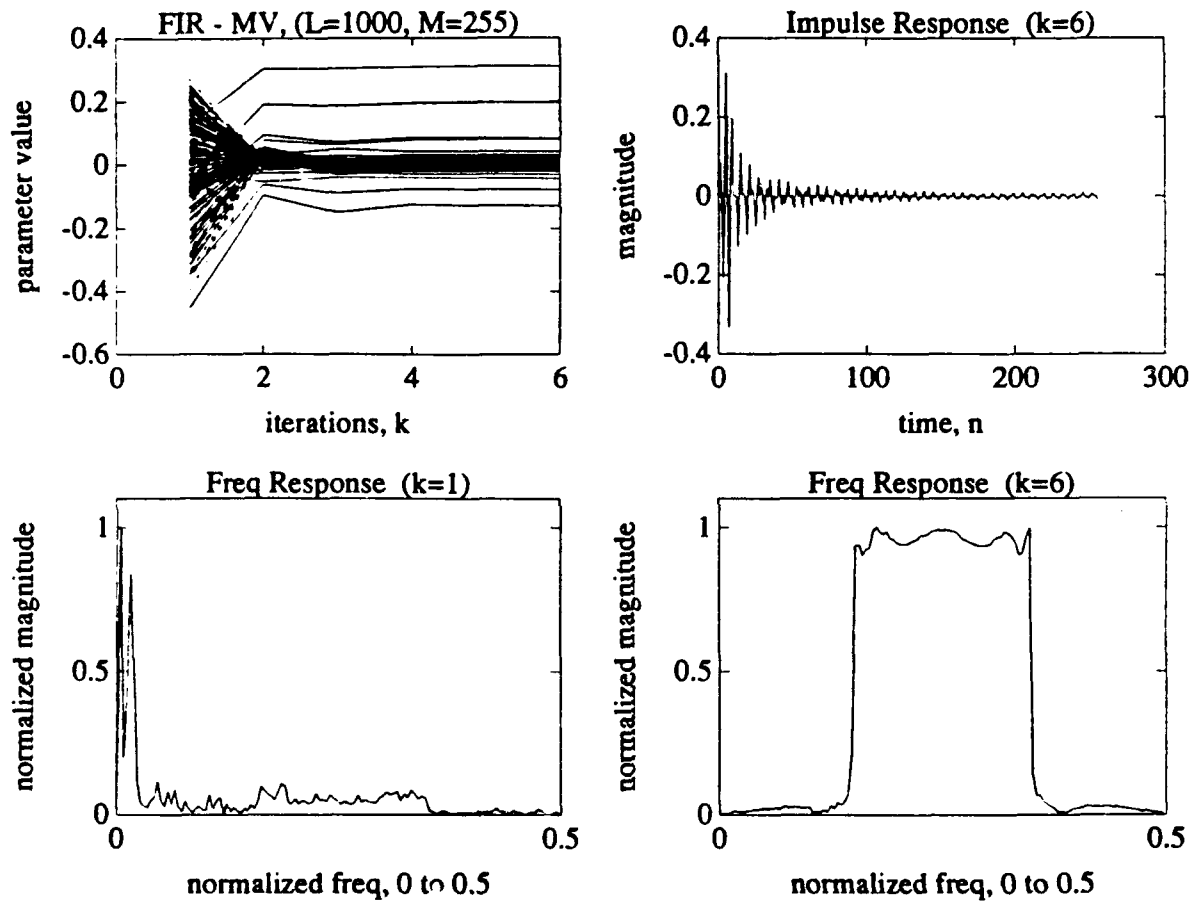 FIR - MV, (L=1000, M=255)
0.4
0.2
0
-0.2
-0.4
-0.6
parameter value
0
2
4
6
iterations, k
Impulse Response (k=6)
0.4
0.2
0
-0.2
-0.4
magnitude
0
100
200
300
time, n
Freq Response (k=1)
1
0.5
0
normalized magnitude
0
0.5
normalized freq, 0 to 0.5
Freq Response (k=6)
1
0.5
0
normalized magnitude
0
0.5
normalized freq, 0 to 0.5